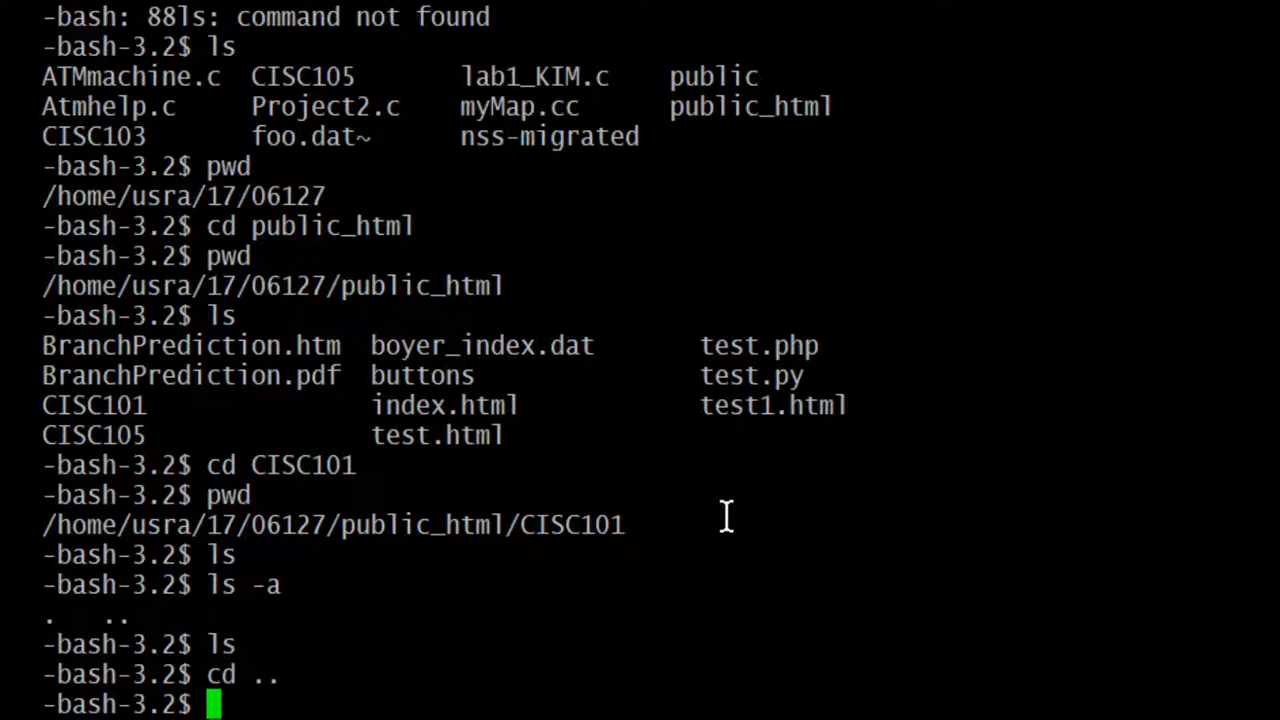 -bash: 88ls: command not found
-bash-3.2$ ls
ATMmachine.c  CISC105       lab1_KIM.c    public
Atmhelp.c     Project2.c    myMap.cc      public_html
CISC103       foo.dat~      nss-migrated
-bash-3.2$ pwd
/home/usra/17/06127
-bash-3.2$ cd public_html
-bash-3.2$ pwd
/home/usra/17/06127/public_html
-bash-3.2$ ls
BranchPrediction.htm  boyer_index.dat       test.php
BranchPrediction.pdf  buttons               test.py
CISC101               index.html            test1.html
CISC105               test.html
-bash-3.2$ cd CISC101
-bash-3.2$ pwd
/home/usra/17/06127/public_html/CISC101
-bash-3.2$ ls
-bash-3.2$ ls -a
.   ..
-bash-3.2$ ls
-bash-3.2$ cd ..
-bash-3.2$